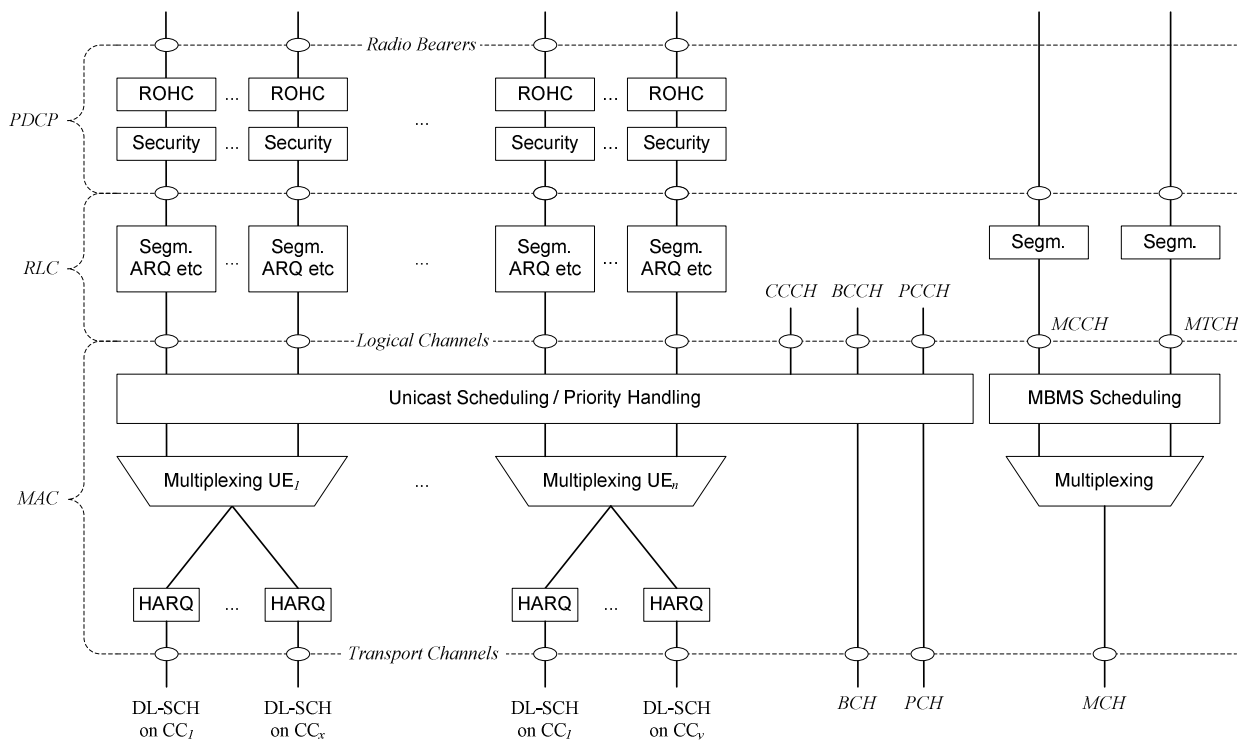 Radio Bearers
ROHC ... ROHC ROHC ... ROHC
PDCP ...
Security ... Security Security ... Security
Segm. ARQ etc ... Segm. ARQ etc ... Segm. ARQ etc ... Segm. ARQ etc Segm. Segm.
RLC
CCCH BCCH PCCH
Logical Channels MCCH MTCH
Unicast Scheduling / Priority Handling MBMS Scheduling
Multiplexing UE1 ... Multiplexing UEn Multiplexing
MAC
HARQ ... HARQ HARQ ... HARQ
Transport Channels
DL-SCH on CC1 DL-SCH on CCx DL-SCH on CC1 DL-SCH on CCy BCH PCH MCH